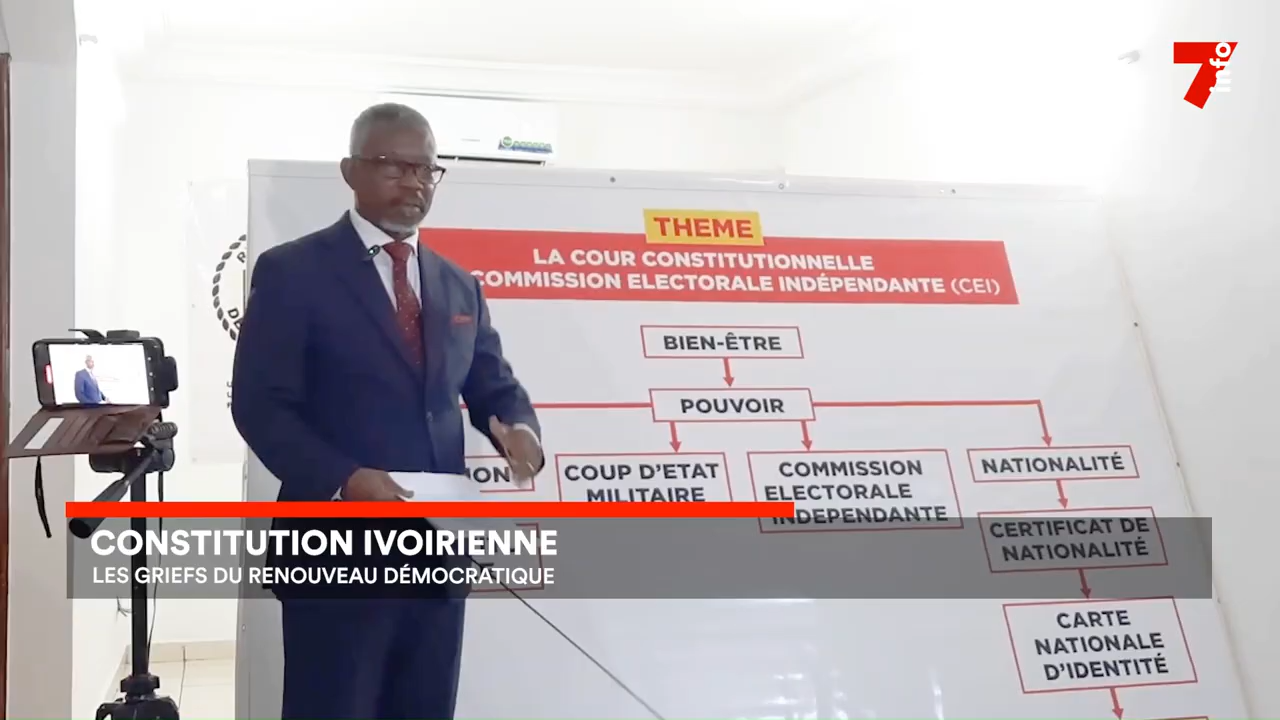 7 info
THEME
LA COUR CONSTITUTIONNELLE
COMMISSION ELECTORALE INDÉPENDANTE (CEI)
BIEN-ÊTRE
POUVOIR
COUP D'ETAT
MILITAIRE
COMMISSION
ELECTORALE
INDEPENDANTE
NATIONALITÉ
CERTIFICAT DE
NATIONALITÉ
CARTE
NATIONALE
D'IDENTITÉ
CONSTITUTION IVOIRIENNE
LES GRIEFS DU RENOUVEAU DÉMOCRATIQUE